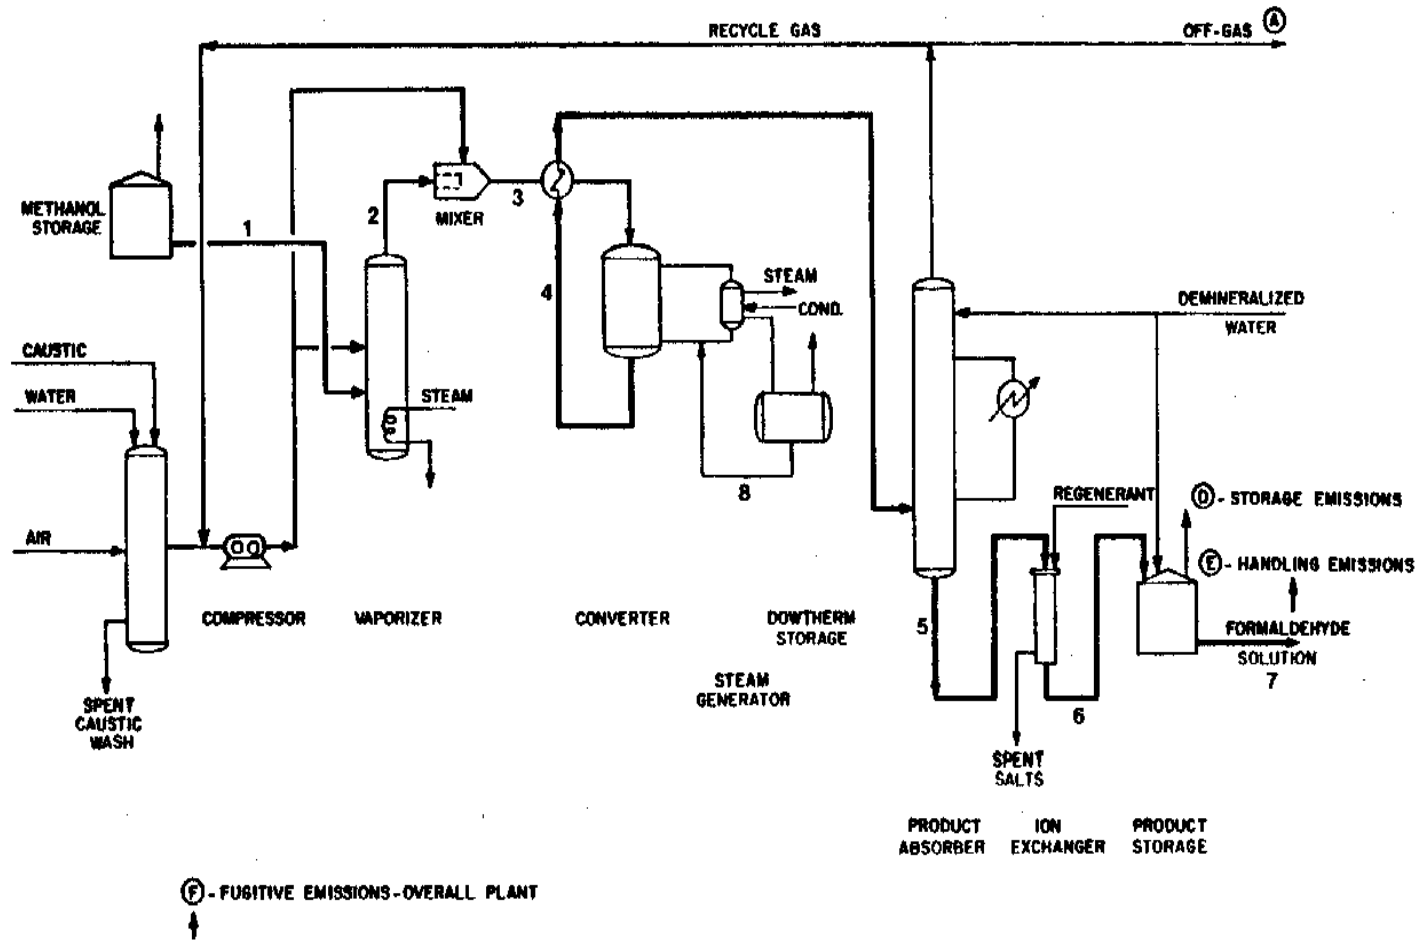 RECYCLE GAS
OFF-GAS A
METHANOL
STORAGE
1
2
MIXER
3
4
STEAM
COND.
DEMINERALIZED
WATER
CAUSTIC
WATER
STEAM
AIR
8
REGENERANT
D - STORAGE EMISSIONS
E - HANDLING EMISSIONS
COMPRESSOR
VAPORIZER
CONVERTER
DOWTHERM
STORAGE
5
FORMALDEHYDE
SOLUTION
7
STEAM
GENERATOR
6
SPENT
CAUSTIC
WASH
SPENT
SALTS
PRODUCT
ABSORBER
ION
EXCHANGER
PRODUCT
STORAGE
F - FUGITIVE EMISSIONS - OVERALL PLANT